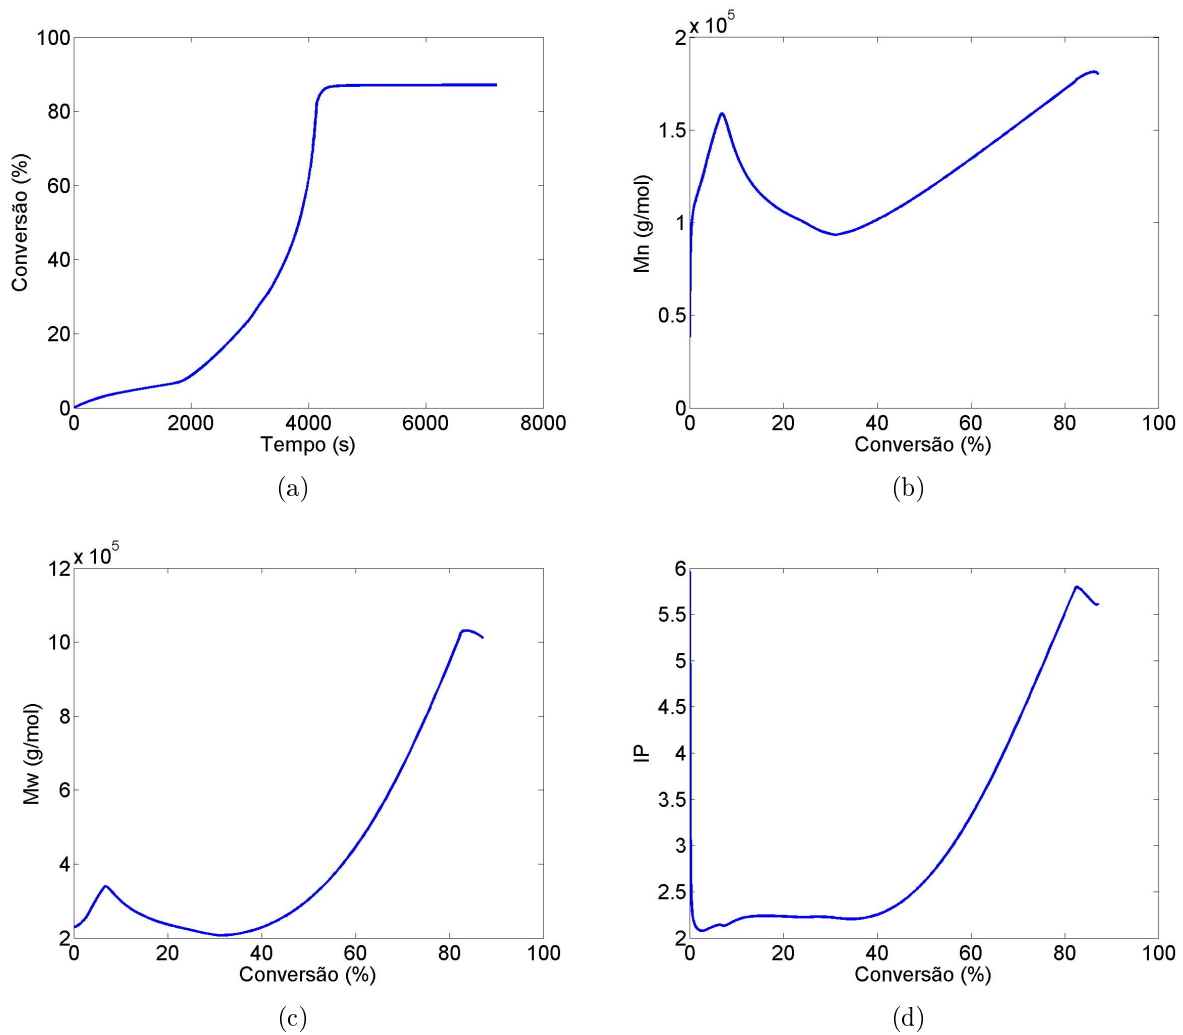 100
80
60
40
20
0
0 2000 4000 6000 8000
Conversão (%)
Tempo (s)
(a)
x 10^5
2
1.5
1
0.5
0
0 20 40 60 80 100
Mn (g/mol)
Conversão (%)
(b)
x 10^5
12
10
8
6
4
2
0 20 40 60 80 100
Mw (g/mol)
Conversão (%)
(c)
6
5.5
5
4.5
4
3.5
3
2.5
2
0 20 40 60 80 100
IP
Conversão (%)
(d)